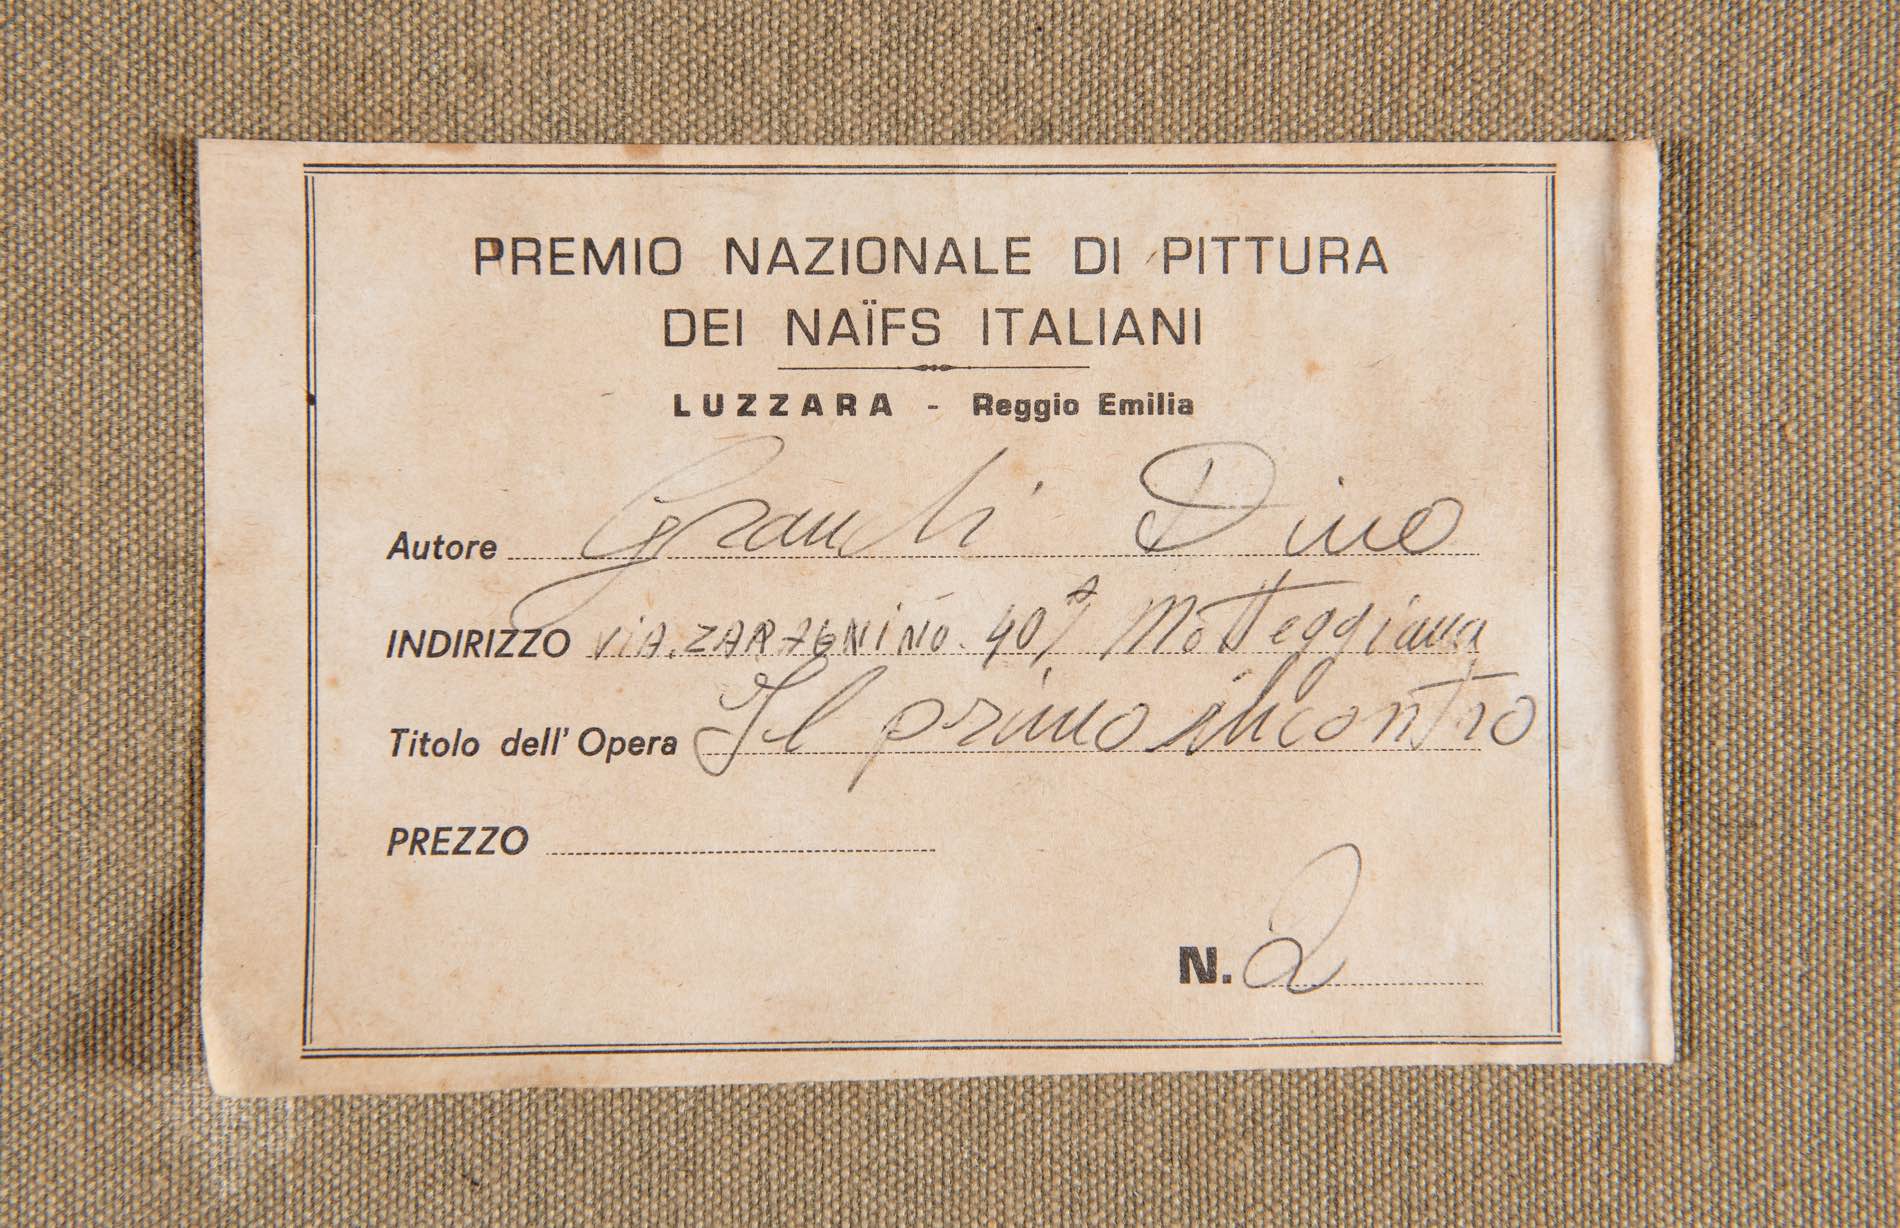 PREMIO NAZIONALE DI PITTURA
DEI NAÏFS ITALIANI
LUZZARA - Reggio Emilia
Autore Grandi Dino
INDIRIZZO ViA. ZARAGNiNO. 40/A Motteggiana
Titolo dell' Opera Il primo incontro
PREZZO
N. 2